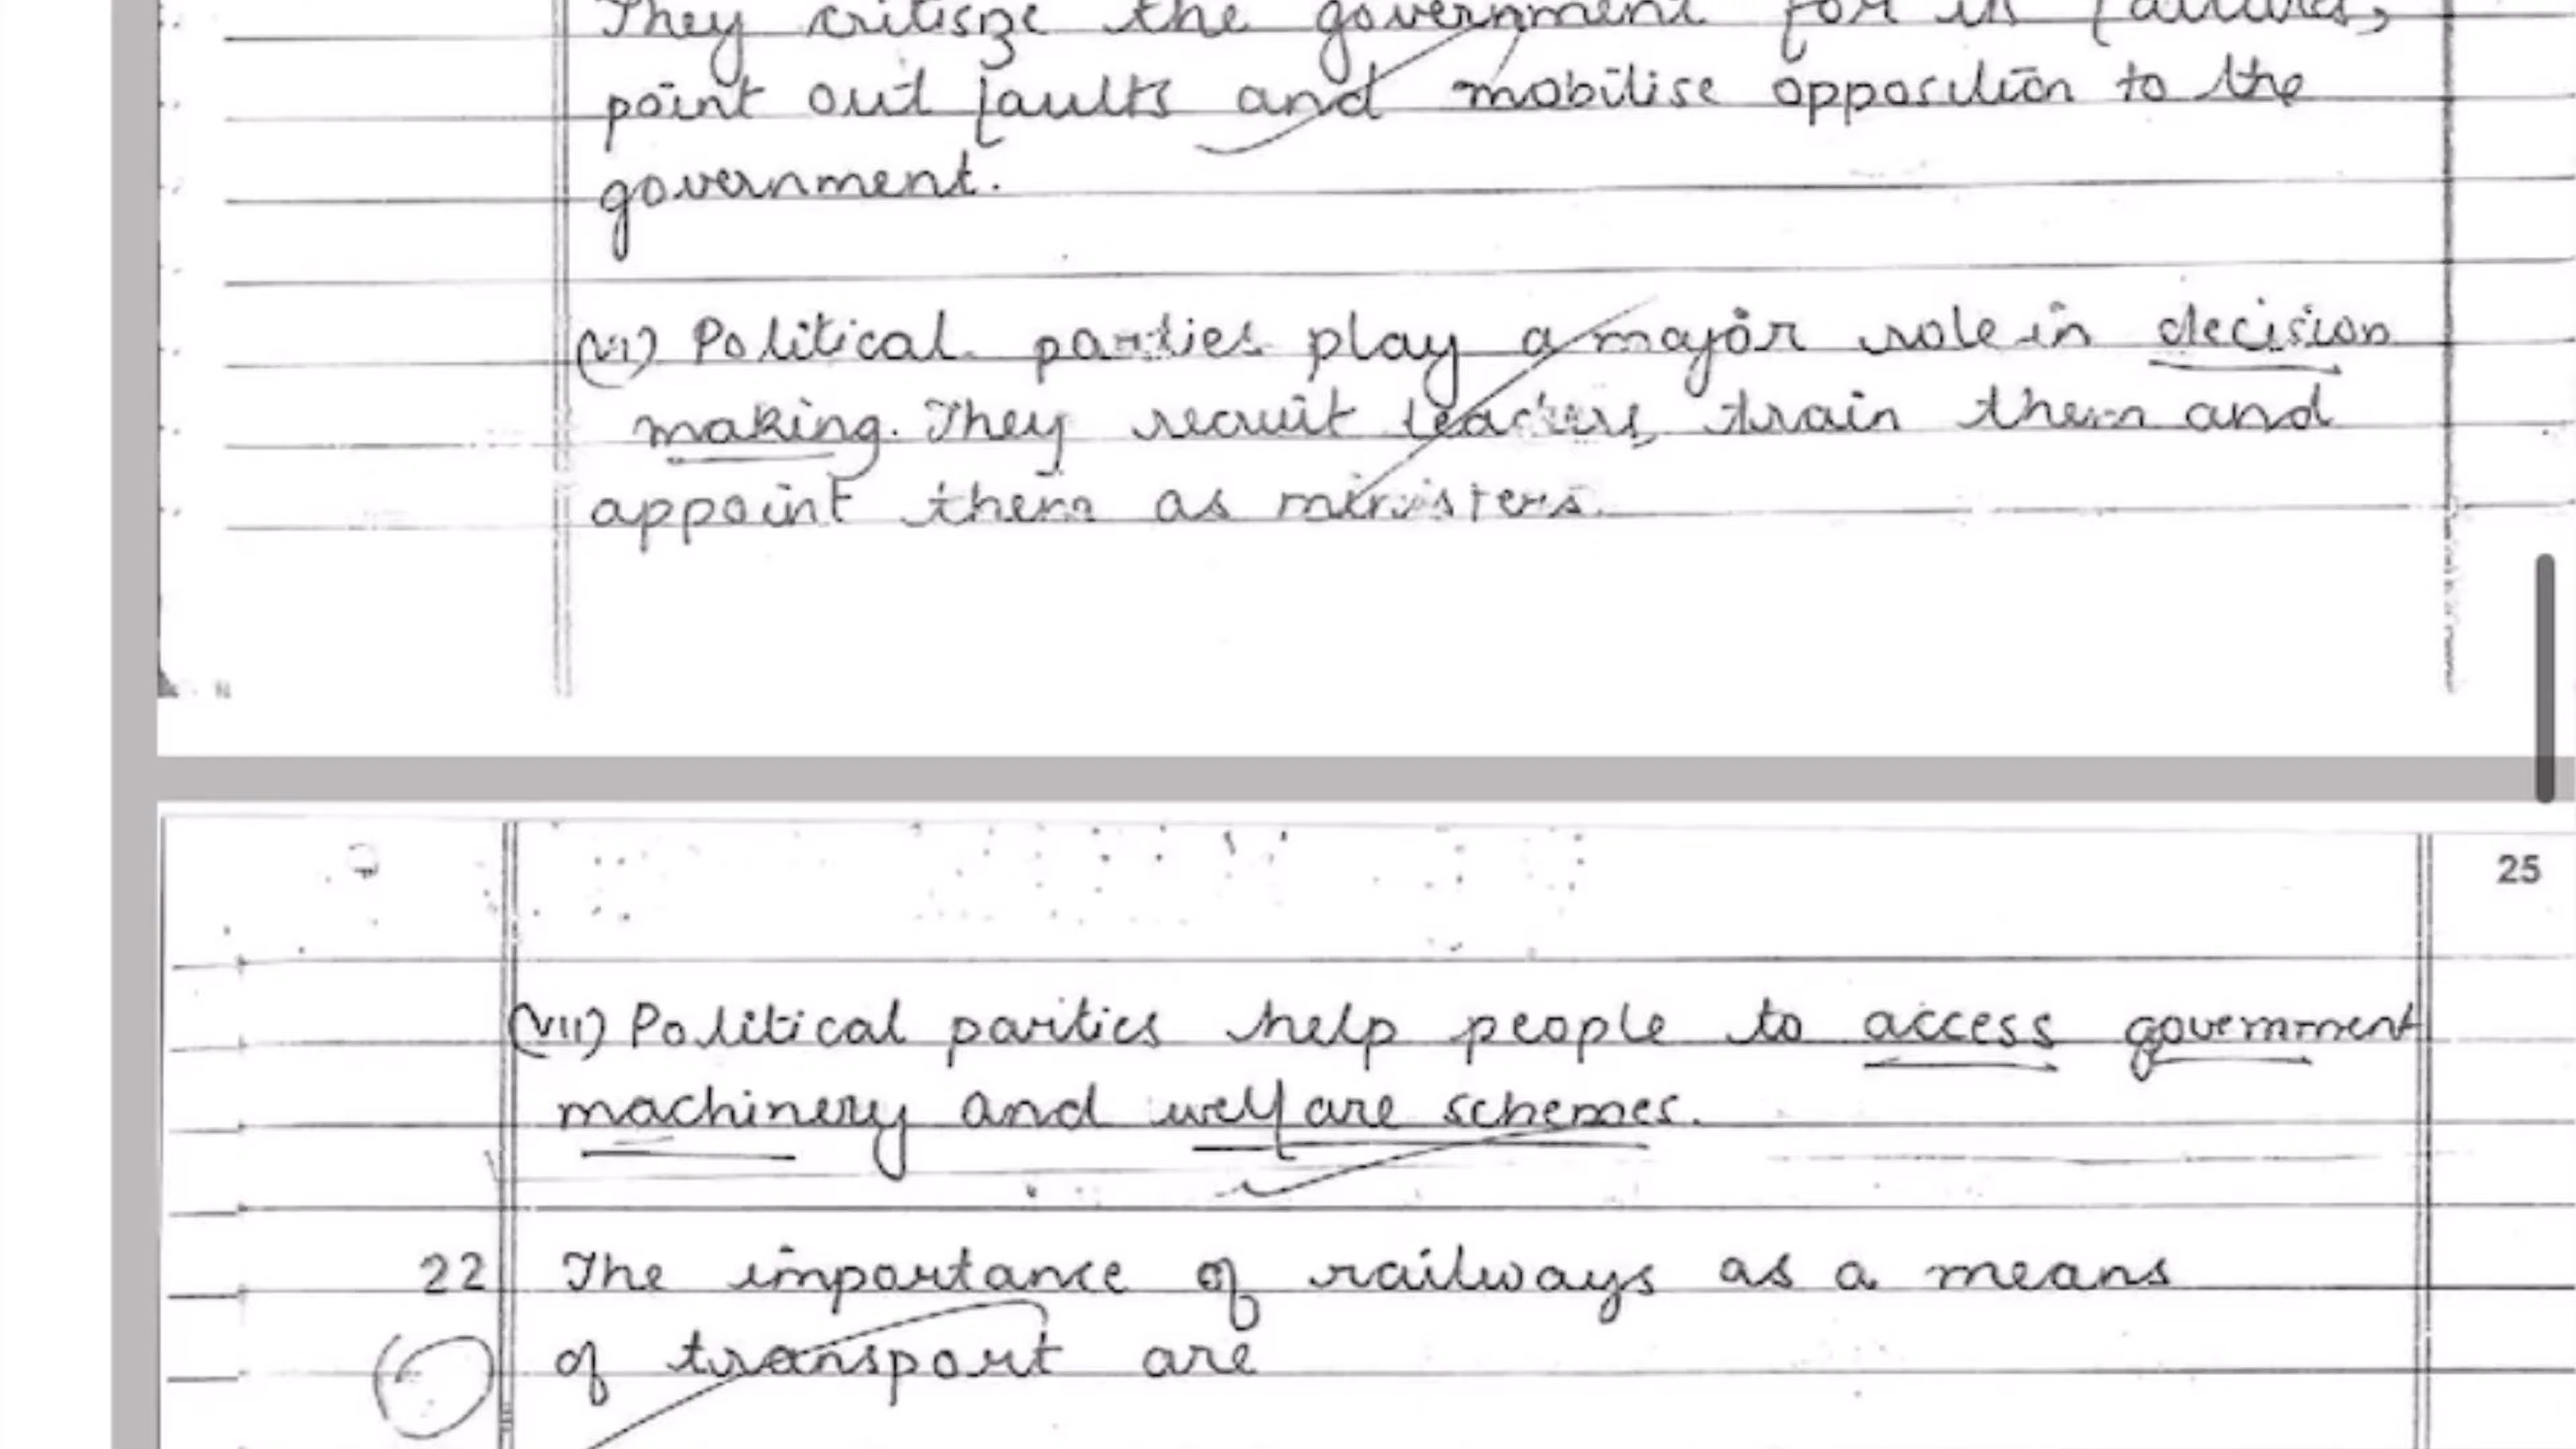 They critisize the government for its failures,
point out faults and mobilise opposition to the
government.
(VI) Political parties play a major role in decision
making. They recruit leaders, train them and
appoint them as ministers.
25
(VII) Political parties help people to access government
machinery and welfare schemes.
22 The importance of railways as a means
of transport are